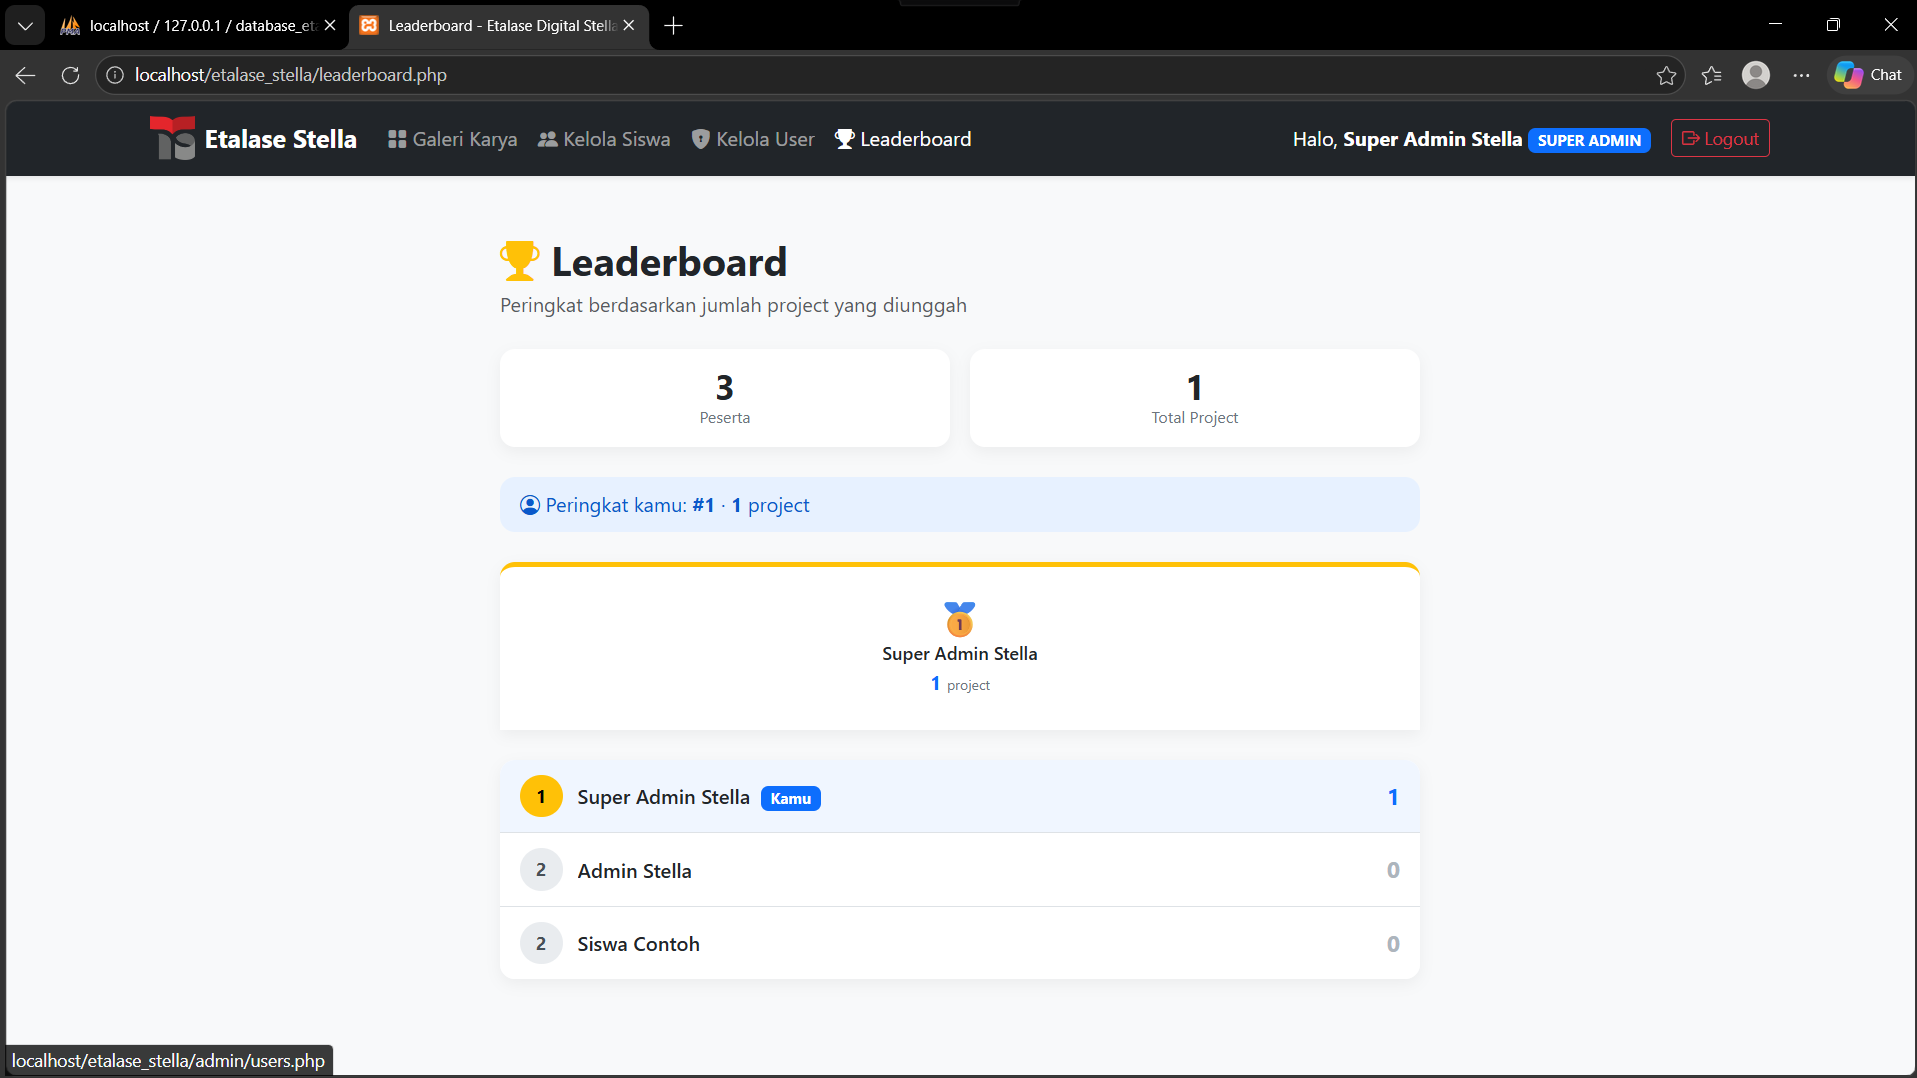 localhost / 127.0.0.1 / database_eta
Leaderboard - Etalase Digital Stella
localhost/etalase_stella/leaderboard.php
Chat
Etalase Stella
Galeri Karya
Kelola Siswa
Kelola User
Leaderboard
Halo, Super Admin Stella SUPER ADMIN
Logout
Leaderboard
Peringkat berdasarkan jumlah project yang diunggah
3
Peserta
1
Total Project
Peringkat kamu: #1 · 1 project
1
Super Admin Stella
1 project
1 Super Admin Stella Kamu 1
2 Admin Stella 0
2 Siswa Contoh 0
localhost/etalase_stella/admin/users.php